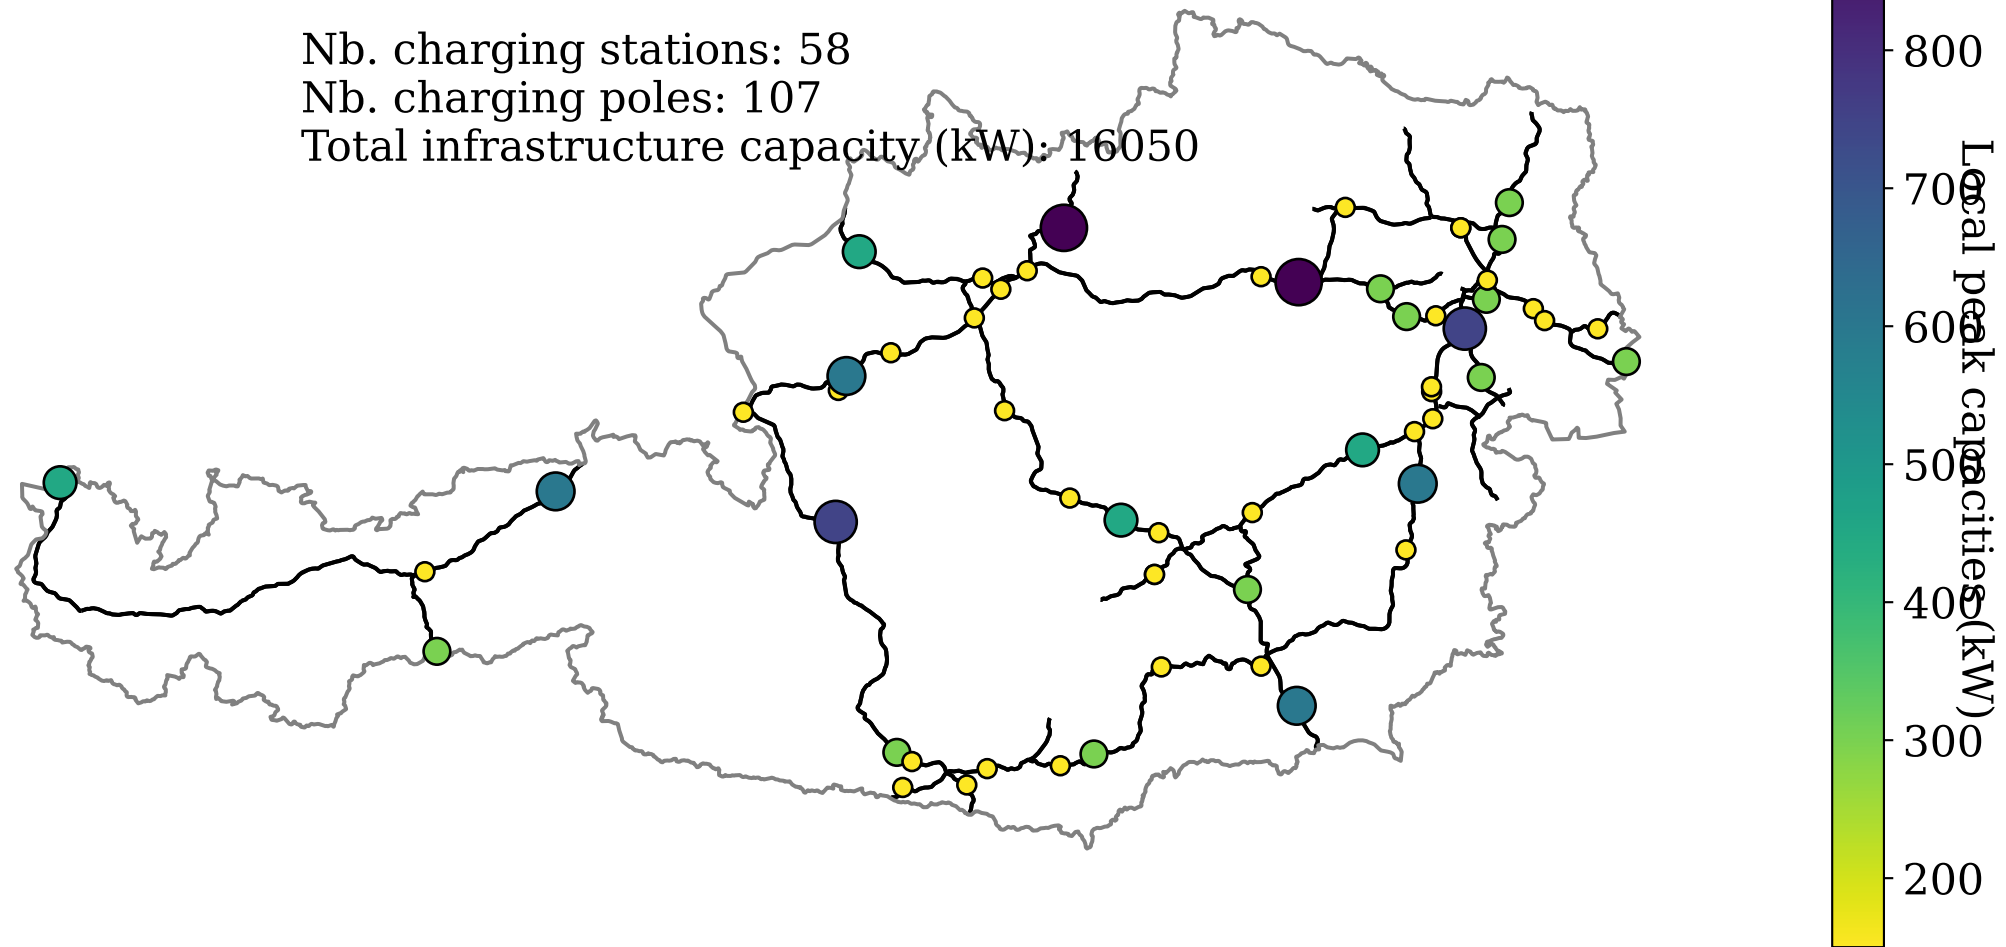 Nb. charging stations: 58
Nb. charging poles: 107
Total infrastructure capacity (kW): 16050
800
700
600
500
400
300
200
Local peak capacities (kW)